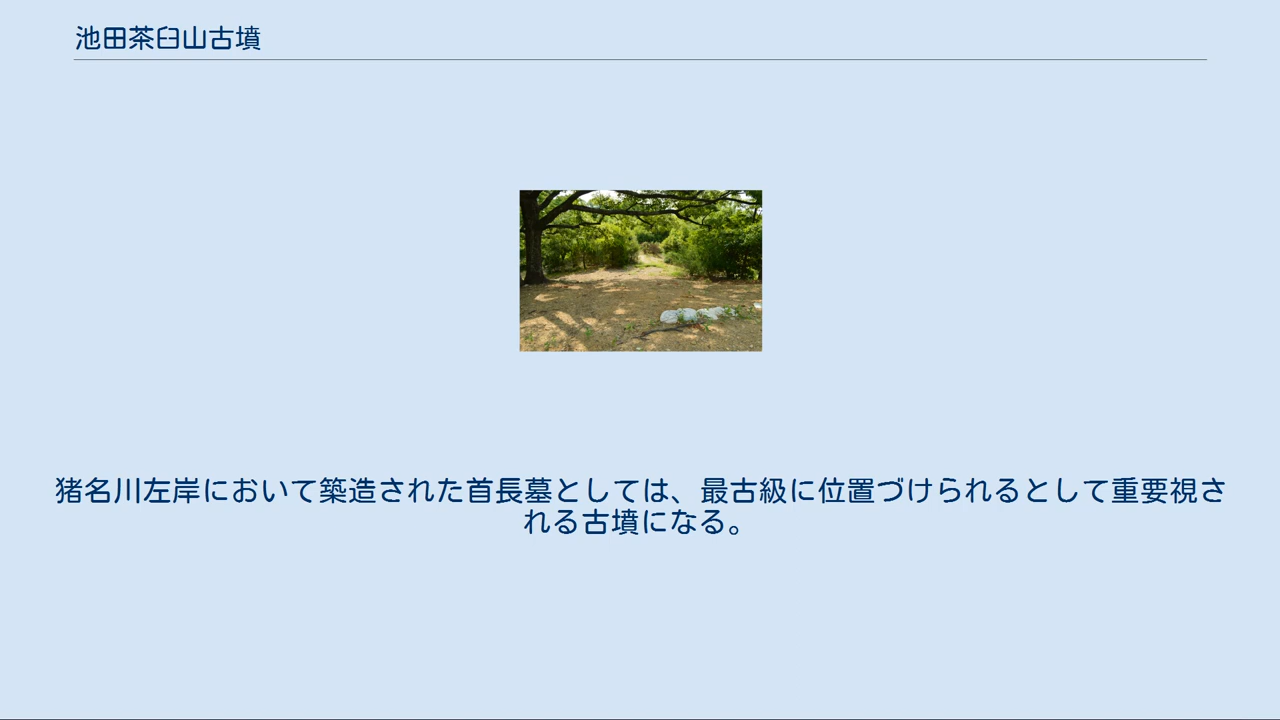 池田茶臼山古墳
猪名川左岸において築造された首長墓としては、最古級に位置づけられるとして重要視さ
れる古墳になる。